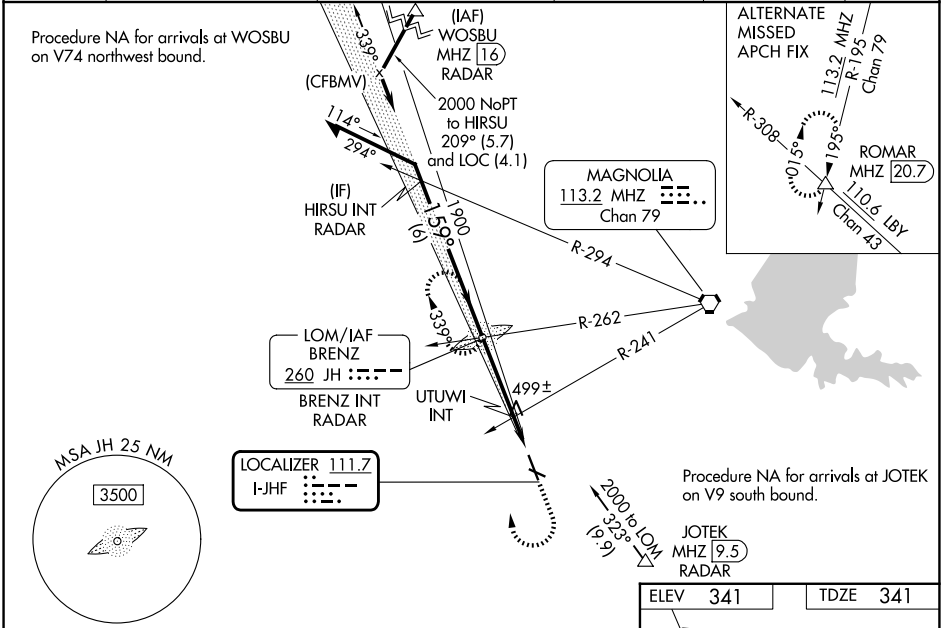 Procedure NA for arrivals at WOSBU
on V74 northwest bound.
339°
(CFBMV)
(IAF)
WOSBU
MHZ 16
RADAR
2000 NoPT
to HIRSU
209° (5.7)
and LOC (4.1)
114°
294°
(IF)
HIRSU INT
RADAR
159°
(6)
1900
MAGNOLIA
113.2 MHZ
Chan 79
R-294
R-262
R-241
ALTERNATE
MISSED
APCH FIX
113.2 MHZ
R-195
Chan 79
R-308
015°
195°
ROMAR
MHZ 20.7
110.6 LBY
Chan 43
339°
LOM/IAF
BRENZ
260 JH
BRENZ INT
RADAR
UTUWI
INT
499±
LOCALIZER 111.7
I-JHF
MSA JH 25 NM
3500
2000 to LOM
323°
(9.9)
Procedure NA for arrivals at JOTEK
on V9 south bound.
JOTEK
MHZ 9.5
RADAR
ELEV 341
TDZE 341